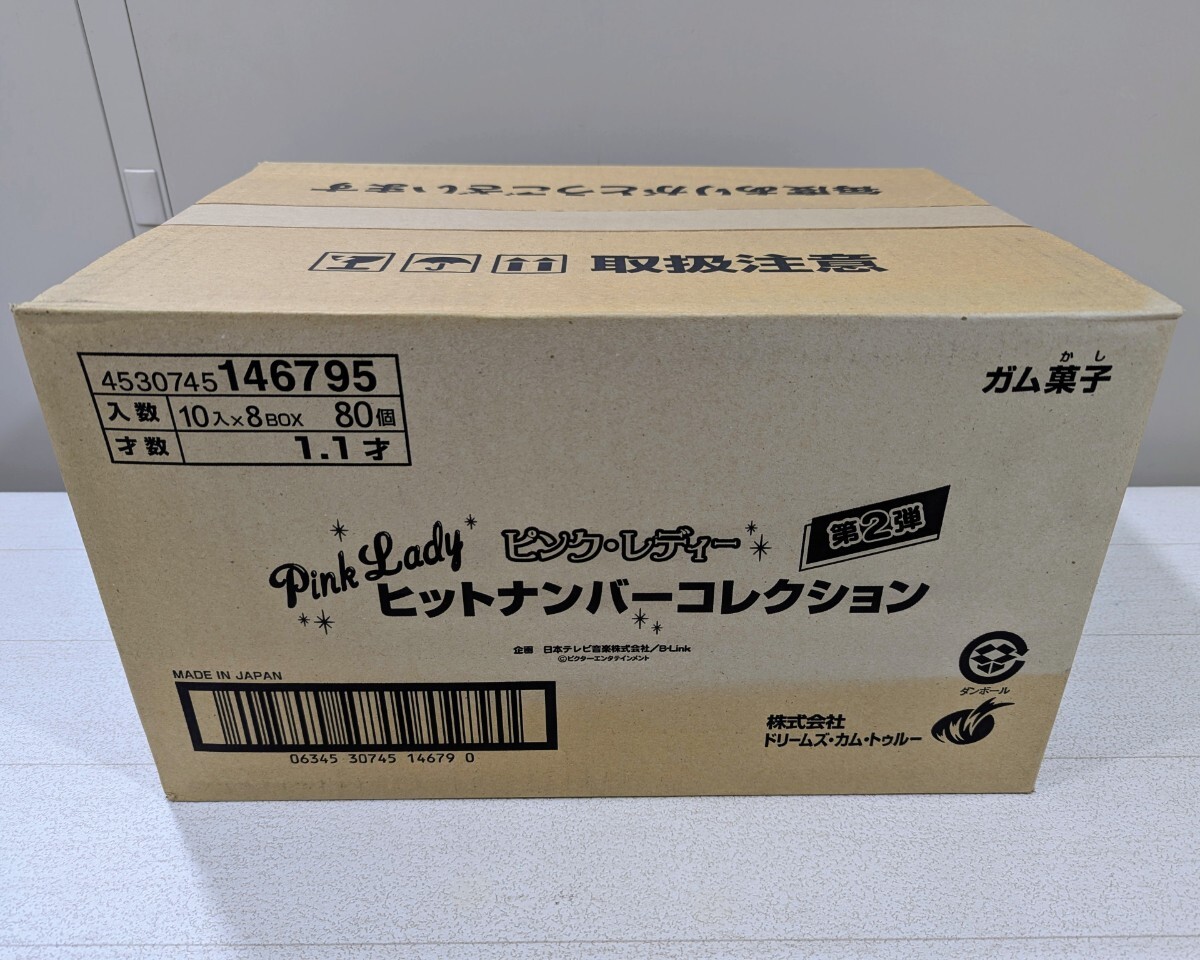 毎度ありがとうございます
取扱注意
4530745146795
入数 10入×8BOX 80個
才数 1.1才
かし
ガム菓子
Pink Lady ピンク・レディー 第2弾
ヒットナンバーコレクション
企画 日本テレビ音楽株式会社/B-Link
©ビクターエンタテインメント
MADE IN JAPAN
06345 30745 14679 0
ダンボール
株式会社
ドリームズ・カム・トゥルー